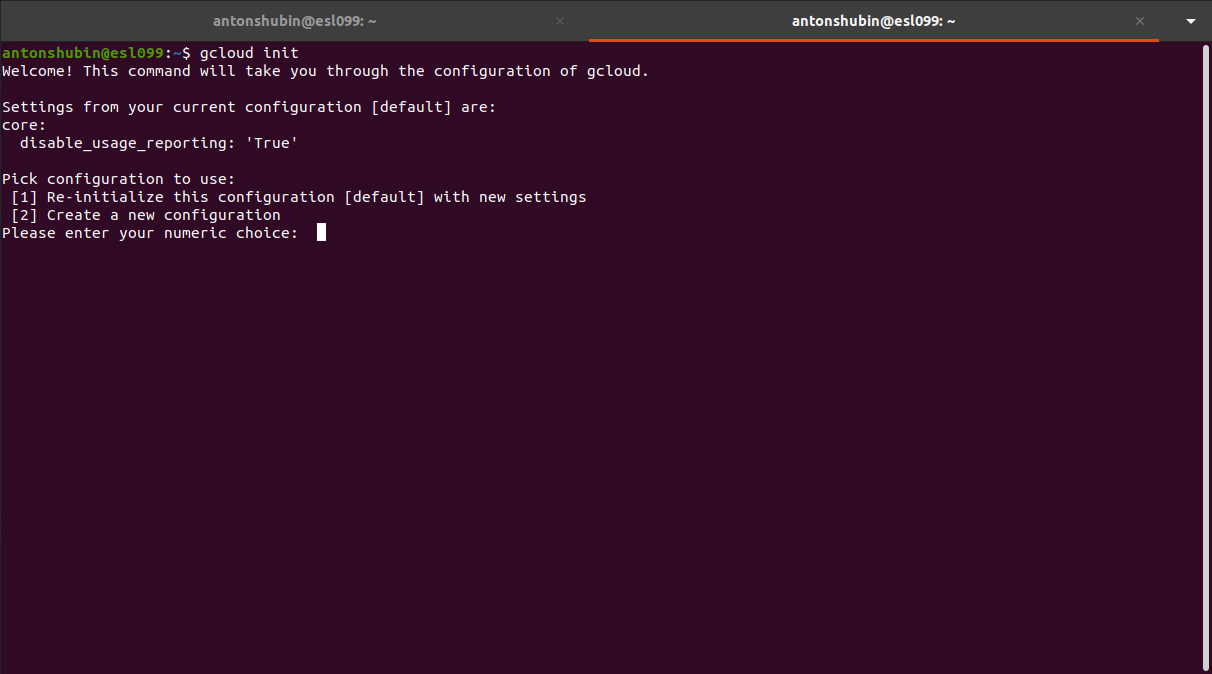 antonshubin@esl099: ~
antonshubin@esl099: ~
antonshubin@esl099:~$ gcloud init
Welcome! This command will take you through the configuration of gcloud.
Settings from your current configuration [default] are:
core:
  disable_usage_reporting: 'True'
Pick configuration to use:
 [1] Re-initialize this configuration [default] with new settings
 [2] Create a new configuration
Please enter your numeric choice: